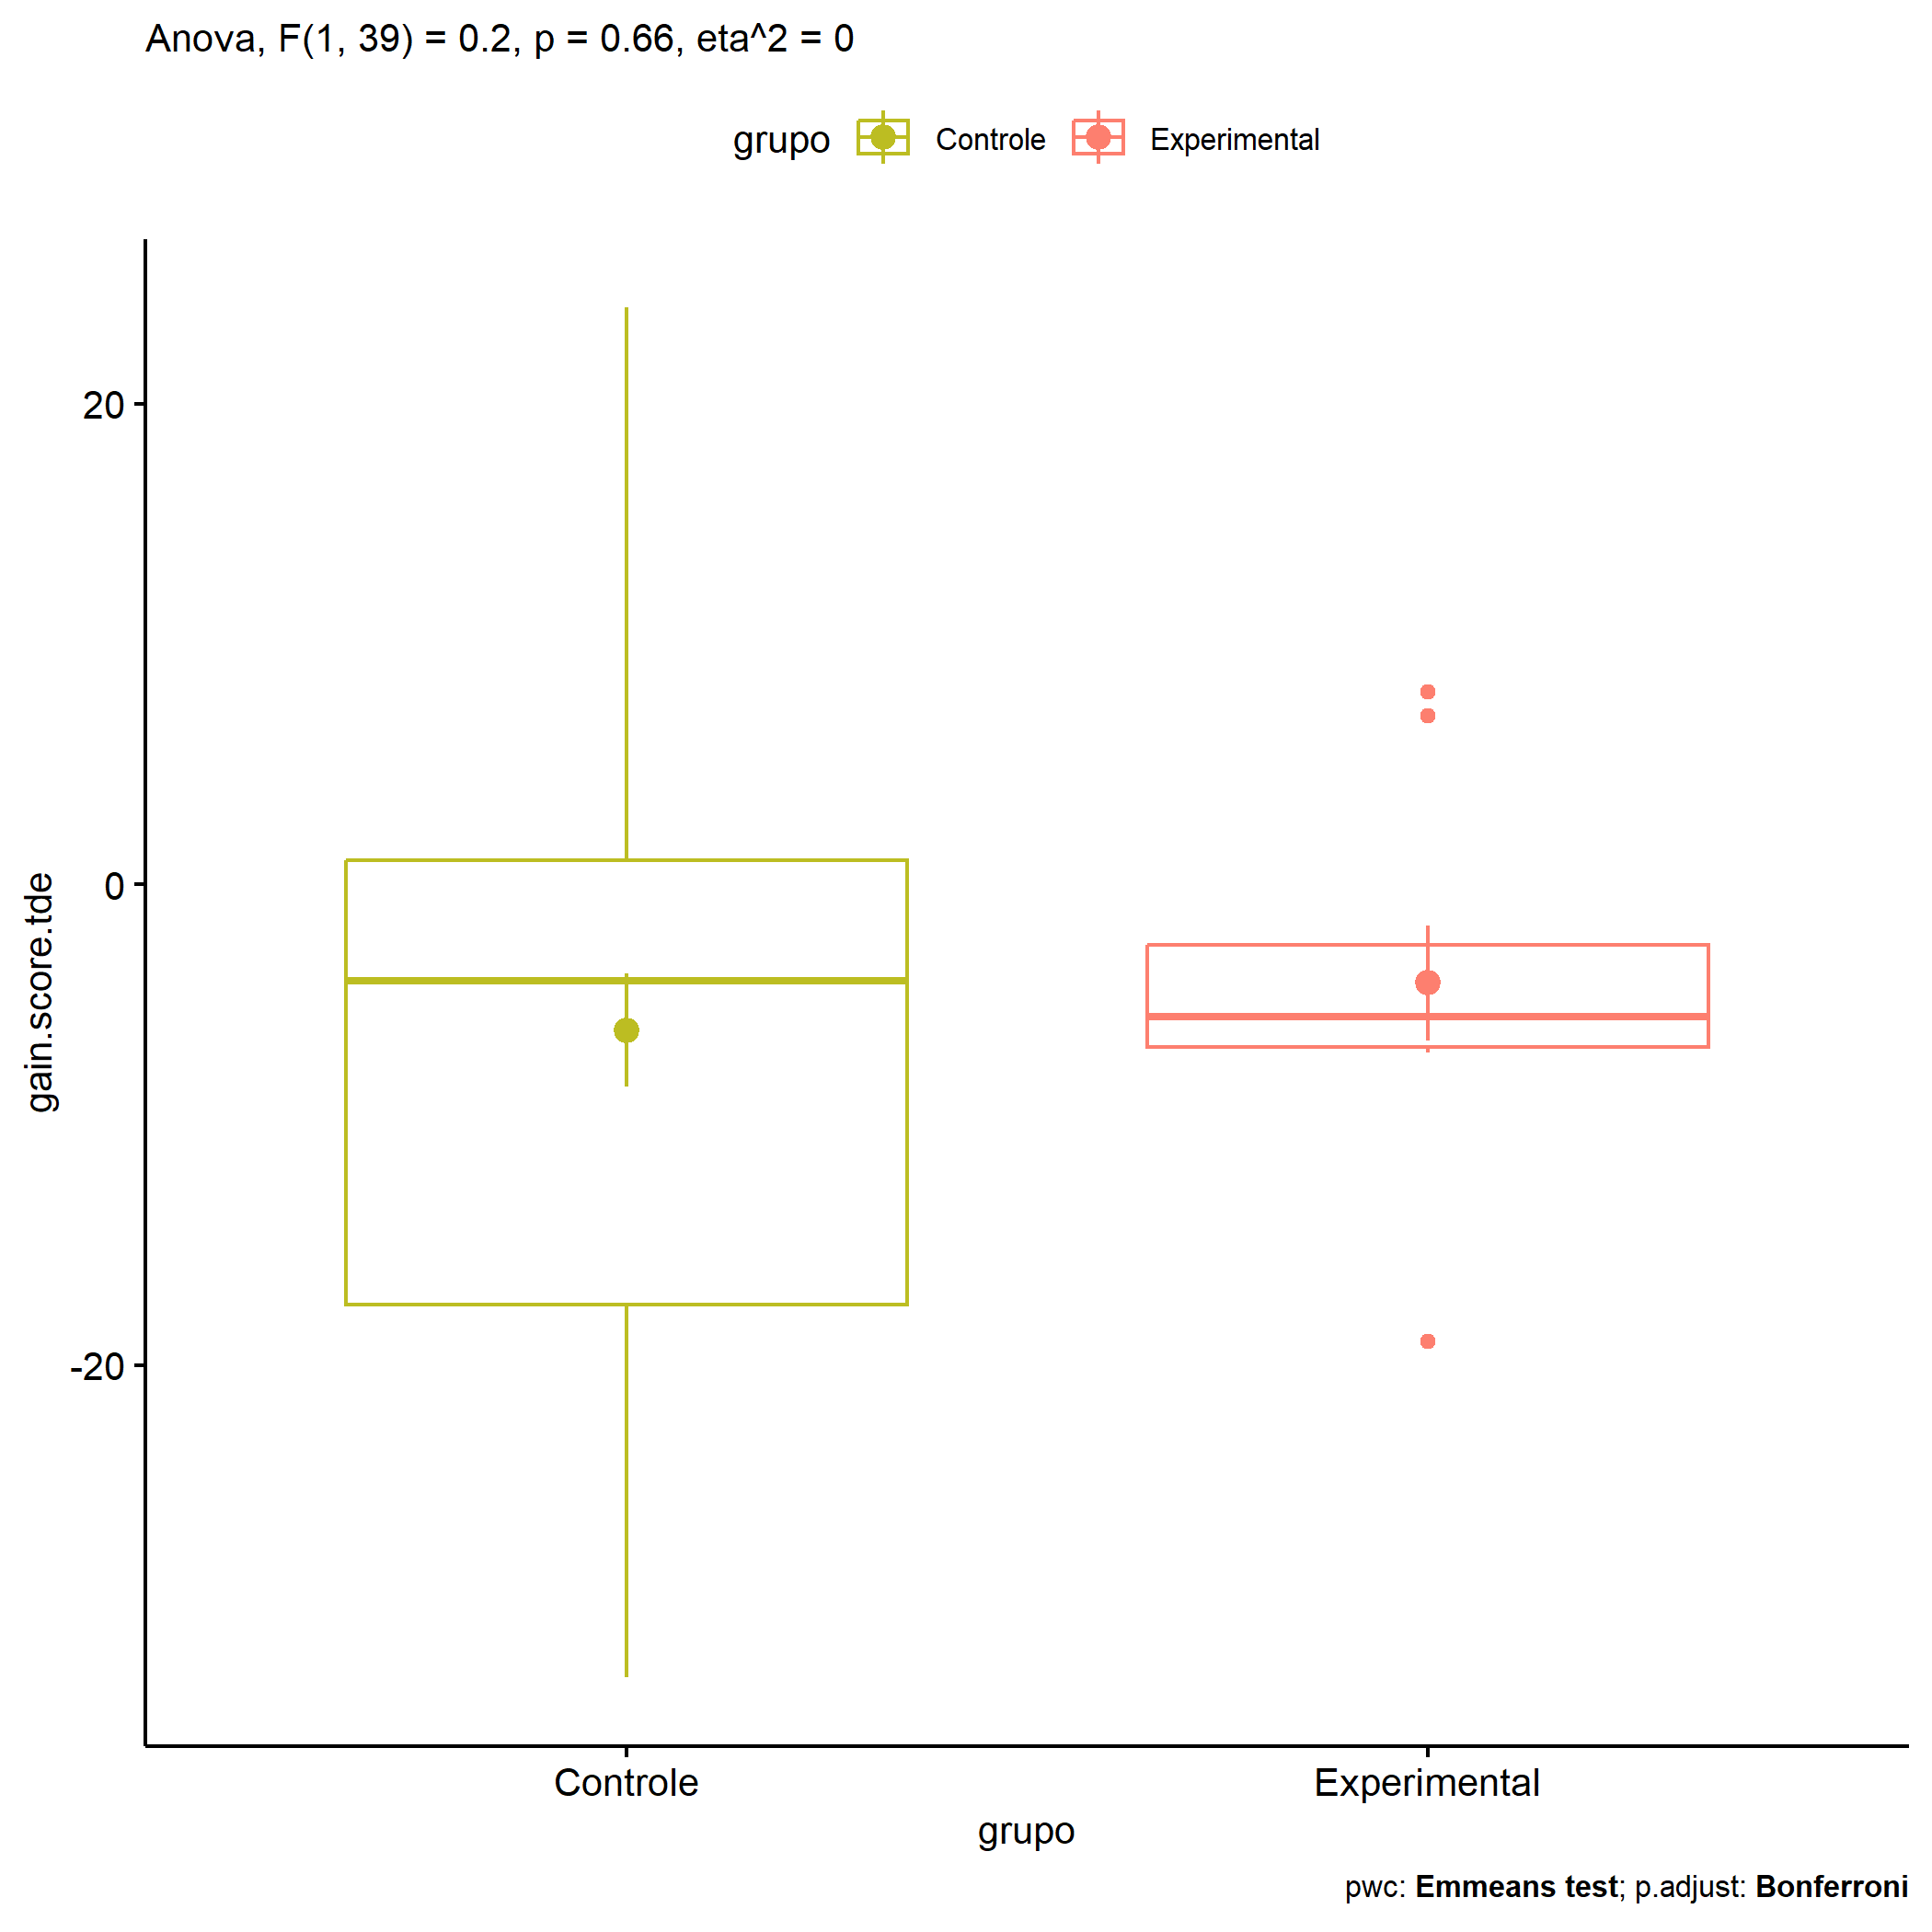 Anova, F(1, 39) = 0.2, p = 0.66, eta^2 = 0
grupo Controle Experimental
20
0
-20
gain.score.tde
Controle Experimental
grupo
pwc: Emmeans test; p.adjust: Bonferroni